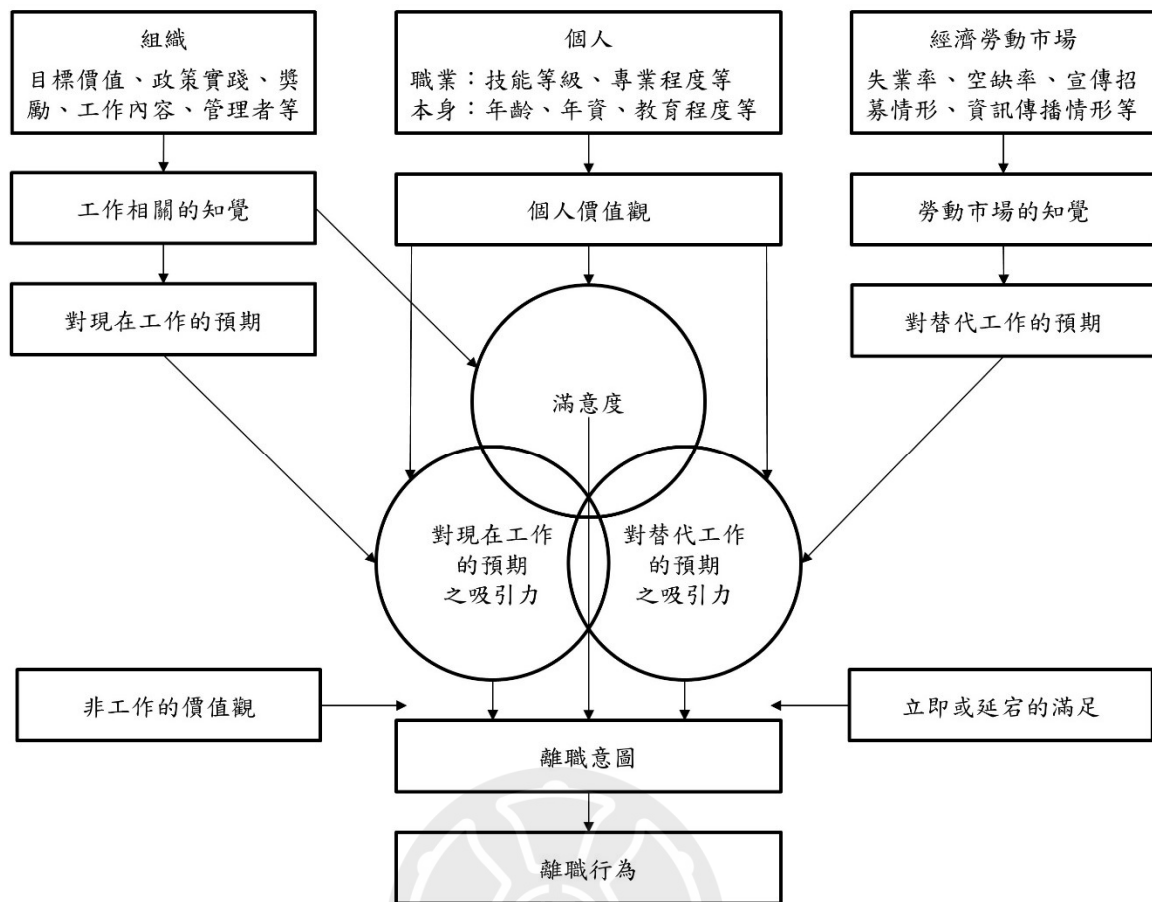 組織
目標價值、政策實踐、獎
勵、工作內容、管理者等
個人
職業：技能等級、專業程度等
本身：年齡、年資、教育程度等
經濟勞動市場
失業率、空缺率、宣傳招
募情形、資訊傳播情形等
工作相關的知覺
個人價值觀
勞動市場的知覺
對現在工作的預期
對替代工作的預期
滿意度
對現在工作
的預期
之吸引力
對替代工作
的預期
之吸引力
非工作的價值觀
立即或延宕的滿足
離職意圖
離職行為